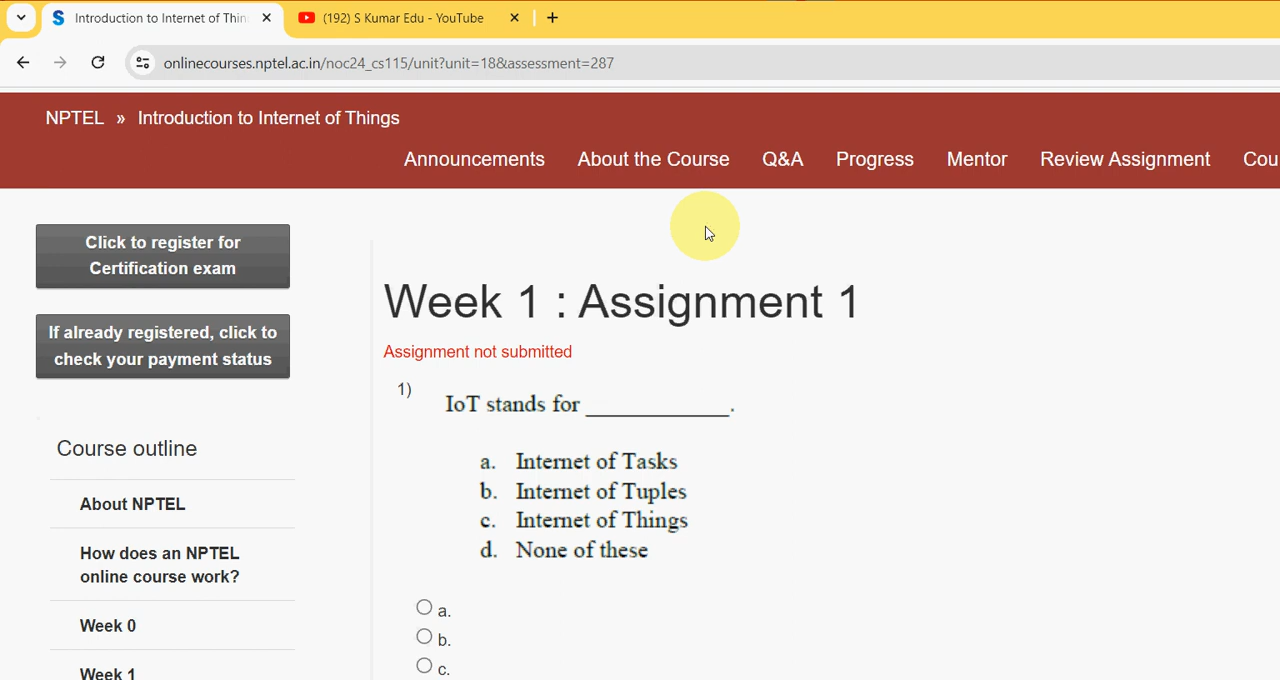 Introduction to Internet of Thin
(192) S Kumar Edu - YouTube
onlinecourses.nptel.ac.in/noc24_cs115/unit?unit=18&assessment=287
NPTEL » Introduction to Internet of Things
Announcements About the Course Q&A Progress Mentor Review Assignment Cou
Click to register for
Certification exam
If already registered, click to
check your payment status
Course outline
About NPTEL
How does an NPTEL
online course work?
Week 0
Week 1
Week 1 : Assignment 1
Assignment not submitted
1)
IoT stands for _____________.
a. Internet of Tasks
b. Internet of Tuples
c. Internet of Things
d. None of these
a.
b.
c.